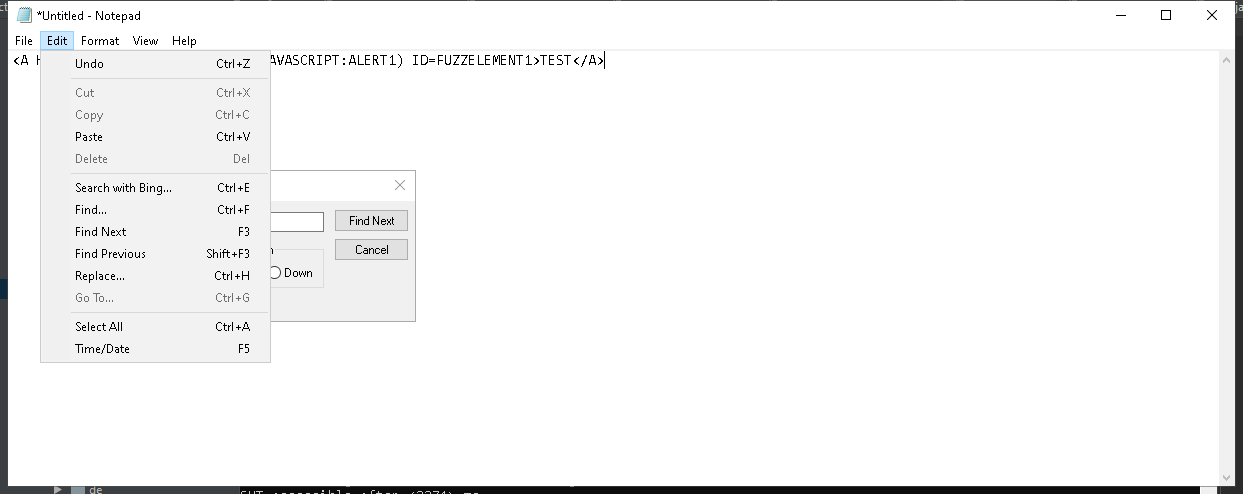 *Untitled - Notepad
File Edit Format View Help
<A H AVASCRIPT:ALERT1) ID=FUZZELEMENT1>TEST</A>
Undo Ctrl+Z
Cut Ctrl+X
Copy Ctrl+C
Paste Ctrl+V
Delete Del
Search with Bing... Ctrl+E
Find... Ctrl+F
Find Next F3
Find Previous Shift+F3
Replace... Ctrl+H
Go To... Ctrl+G
Select All Ctrl+A
Time/Date F5
Find Next
Cancel
Down
de